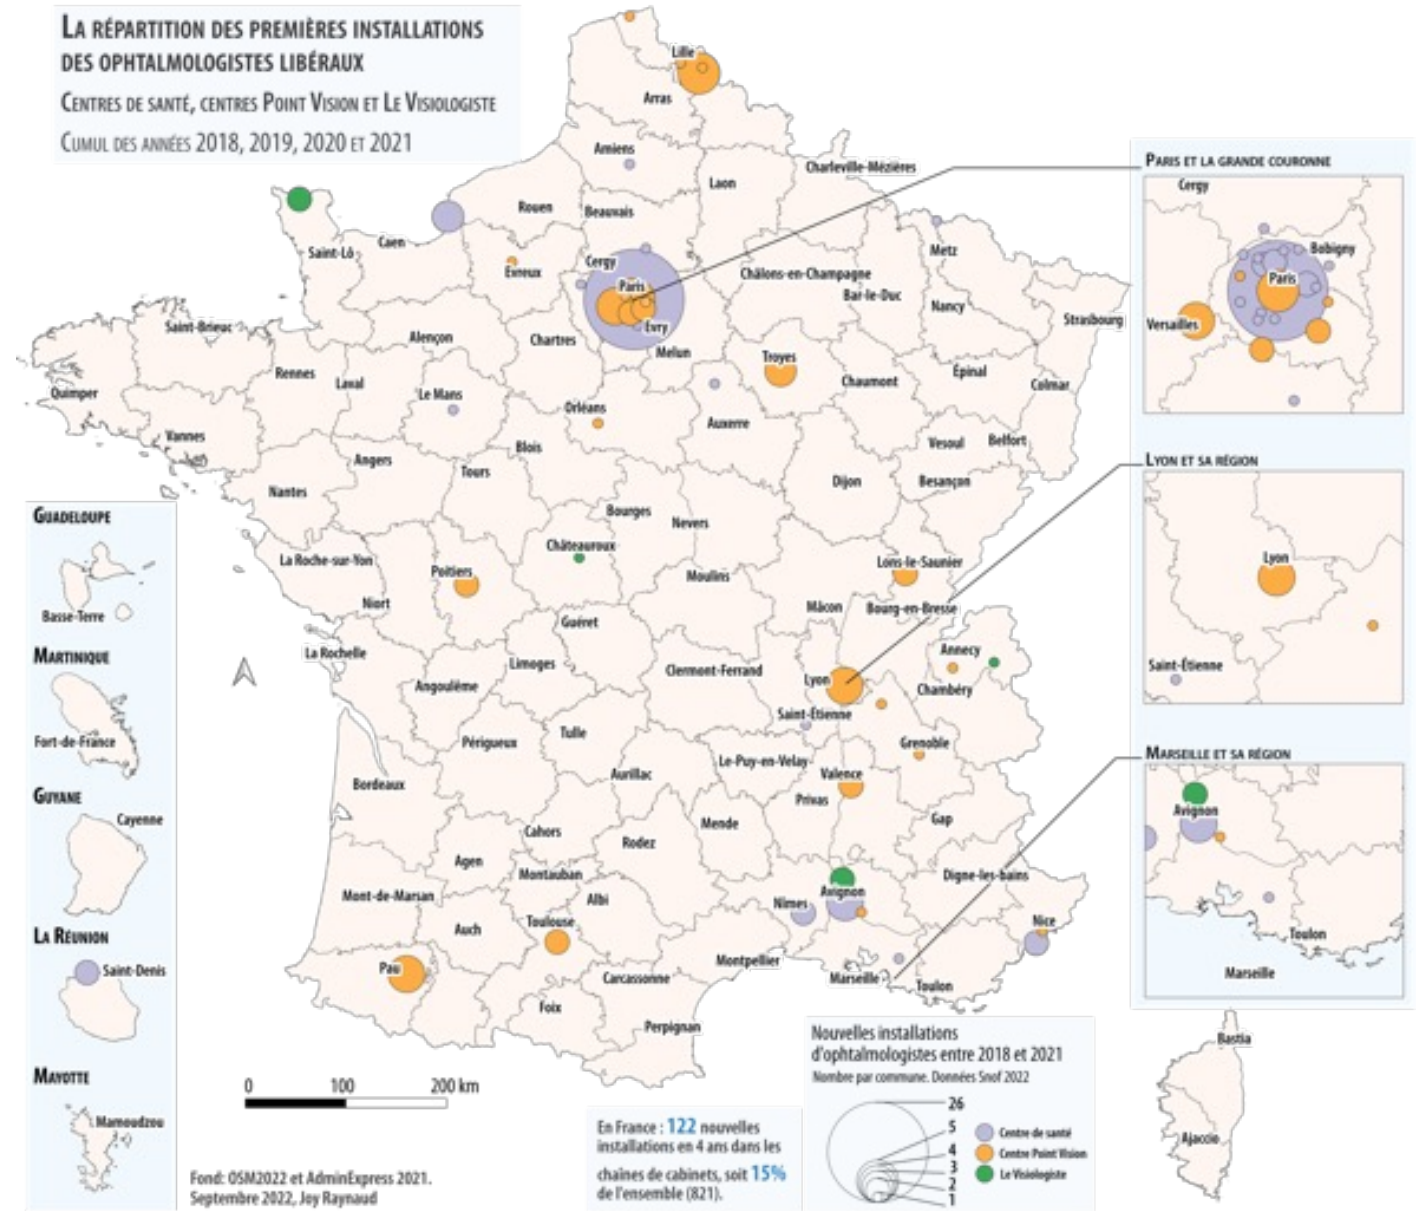 LA RÉPARTITION DES PREMIÈRES INSTALLATIONS
DES OPHTALMOLOGISTES LIBÉRAUX
CENTRES DE SANTÉ, CENTRES POINT VISION ET LE VISIOLOGISTE
CUMUL DES ANNÉES 2018, 2019, 2020 ET 2021
Lille
Arras
Amiens
Charleville-Mézières
Laon
Rouen
Beauvais
Caen
Saint-Lô
Metz
Cergy
Évreux
Châlons-en-Champagne
Paris
Bar-le-Duc
Nancy
Strasbourg
Saint-Brieuc
Evry
Alençon
Chartres
Melun
Troyes
Épinal
Rennes
Laval
Chaumont
Colmar
Quimper
Le Mans
Orléans
Auxerre
Vannes
Blois
Vesoul
Belfort
Angers
Tours
Dijon
Besançon
Nantes
Bourges
Nevers
Châteauroux
La Roche-sur-Yon
Lons-le-Saunier
Poitiers
Moulins
Niort
Mâcon
Bourg-en-Bresse
Guéret
La Rochelle
Annecy
Limoges
Clermont-Ferrand
Lyon
Angoulême
Chambéry
Saint-Étienne
Tulle
Périgueux
Grenoble
Le-Puy-en-Velay
Aurillac
Valence
Bordeaux
Privas
Mende
Gap
Cahors
Rodez
Agen
Montauban
Digne-les-bains
Mont-de-Marsan
Albi
Avignon
Nîmes
Toulouse
Nice
Auch
Montpellier
Pau
Carcassonne
Marseille
Toulon
Foix
Perpignan
Bastia
Ajaccio
PARIS ET LA GRANDE COURONNE
Cergy
Bobigny
Paris
Versailles
LYON ET SA RÉGION
Lyon
Saint-Étienne
MARSEILLE ET SA RÉGION
Avignon
Toulon
Marseille
GUADELOUPE
Basse-Terre
MARTINIQUE
Fort-de-France
GUYANE
Cayenne
LA RÉUNION
Saint-Denis
MAYOTTE
Mamoudzou
0 100 200 km
Fond: OSM2022 et AdminExpress 2021.
Septembre 2022, Joy Raynaud
En France : 122 nouvelles
installations en 4 ans dans les
chaînes de cabinets, soit 15%
de l'ensemble (821).
Nouvelles installations
d'ophtalmologistes entre 2018 et 2021
Nombre par commune. Données Snof 2022
26
5
4
3
2
1
Centre de santé
Centre Point Vision
Le Visiologiste